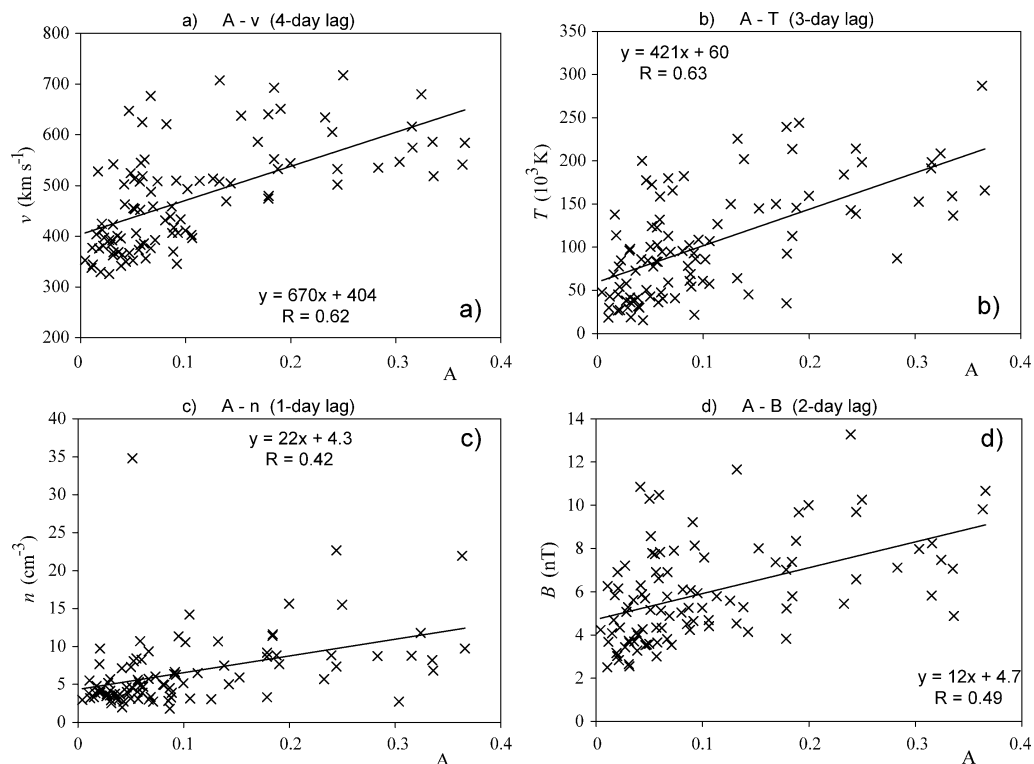 a) A - v (4-day lag)
800
700
600
500
400
300
200
v (km s-1)
y = 670x + 404
R = 0.62
a)
0 0.1 0.2 0.3 0.4
A
b) A - T (3-day lag)
350
300
250
200
150
100
50
0
T (10³K)
y = 421x + 60
R = 0.63
b)
0 0.1 0.2 0.3 0.4
A
c) A - n (1-day lag)
40
35
30
25
20
15
10
5
0
n (cm-3)
y = 22x + 4.3
R = 0.42
c)
0 0.1 0.2 0.3 0.4
A
d) A - B (2-day lag)
14
12
10
8
6
4
2
0
B (nT)
d)
y = 12x + 4.7
R = 0.49
0 0.1 0.2 0.3 0.4
A